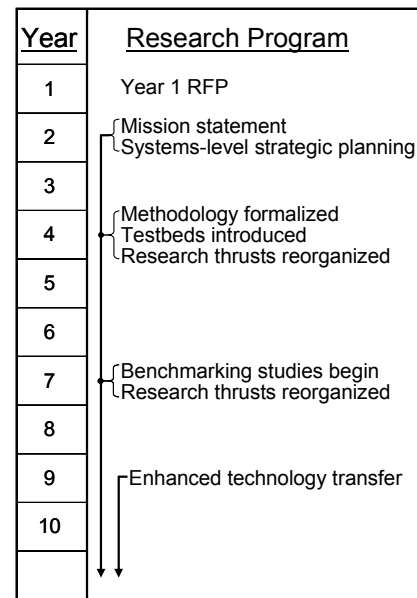 Year Research Program
1 Year 1 RFP
2 Mission statement
Systems-level strategic planning
3
4 Methodology formalized
Testbeds introduced
Research thrusts reorganized
5
6
7 Benchmarking studies begin
Research thrusts reorganized
8
9 Enhanced technology transfer
10